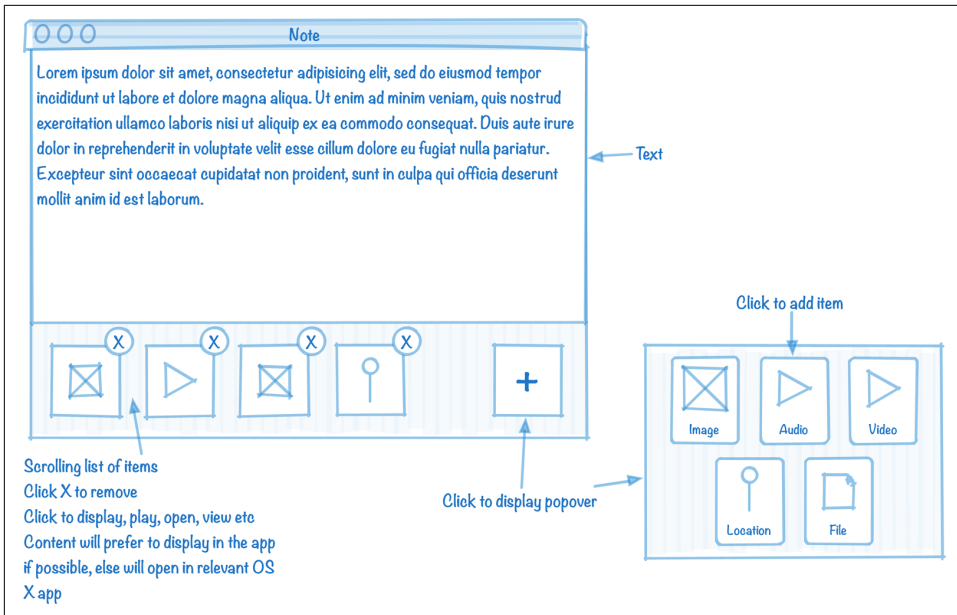 Note
Lorem ipsum dolor sit amet, consectetur adipisicing elit, sed do eiusmod tempor
incididunt ut labore et dolore magna aliqua. Ut enim ad minim veniam, quis nostrud
exercitation ullamco laboris nisi ut aliquip ex ea commodo consequat. Duis aute irure
dolor in reprehenderit in voluptate velit esse cillum dolore eu fugiat nulla pariatur.
Excepteur sint occaecat cupidatat non proident, sunt in culpa qui officia deserunt
mollit anim id est laborum.
Text
X
X
X
X
+
Scrolling list of items
Click X to remove
Click to display, play, open, view etc
Content will prefer to display in the app
if possible, else will open in relevant OS
X app
Click to display popover
Click to add item
Image
Audio
Video
Location
File